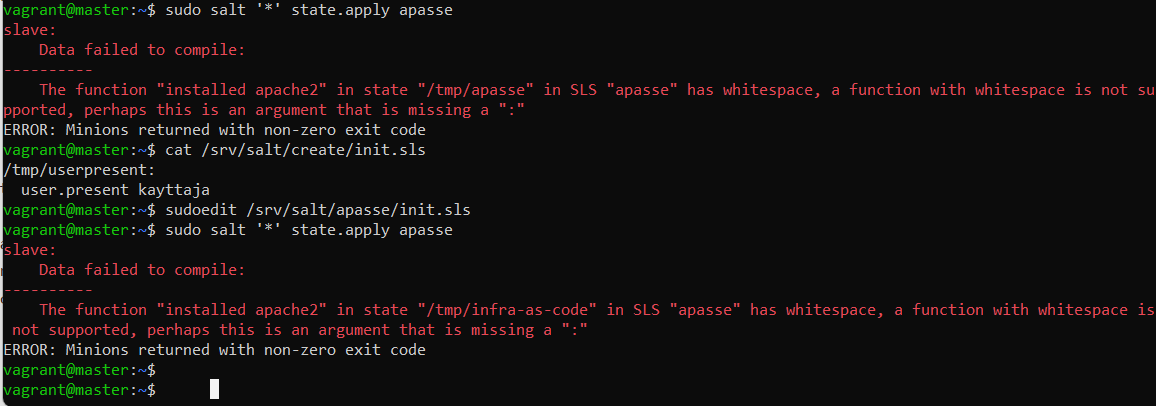 vagrant@master:~$ sudo salt '*' state.apply apasse
slave:
    Data failed to compile:
----------
    The function "installed apache2" in state "/tmp/apasse" in SLS "apasse" has whitespace, a function with whitespace is not su
pported, perhaps this is an argument that is missing a ":"
ERROR: Minions returned with non-zero exit code
vagrant@master:~$ cat /srv/salt/create/init.sls
/tmp/userpresent:
  user.present kayttaja
vagrant@master:~$ sudoedit /srv/salt/apasse/init.sls
vagrant@master:~$ sudo salt '*' state.apply apasse
slave:
    Data failed to compile:
----------
    The function "installed apache2" in state "/tmp/infra-as-code" in SLS "apasse" has whitespace, a function with whitespace is
 not supported, perhaps this is an argument that is missing a ":"
ERROR: Minions returned with non-zero exit code
vagrant@master:~$
vagrant@master:~$